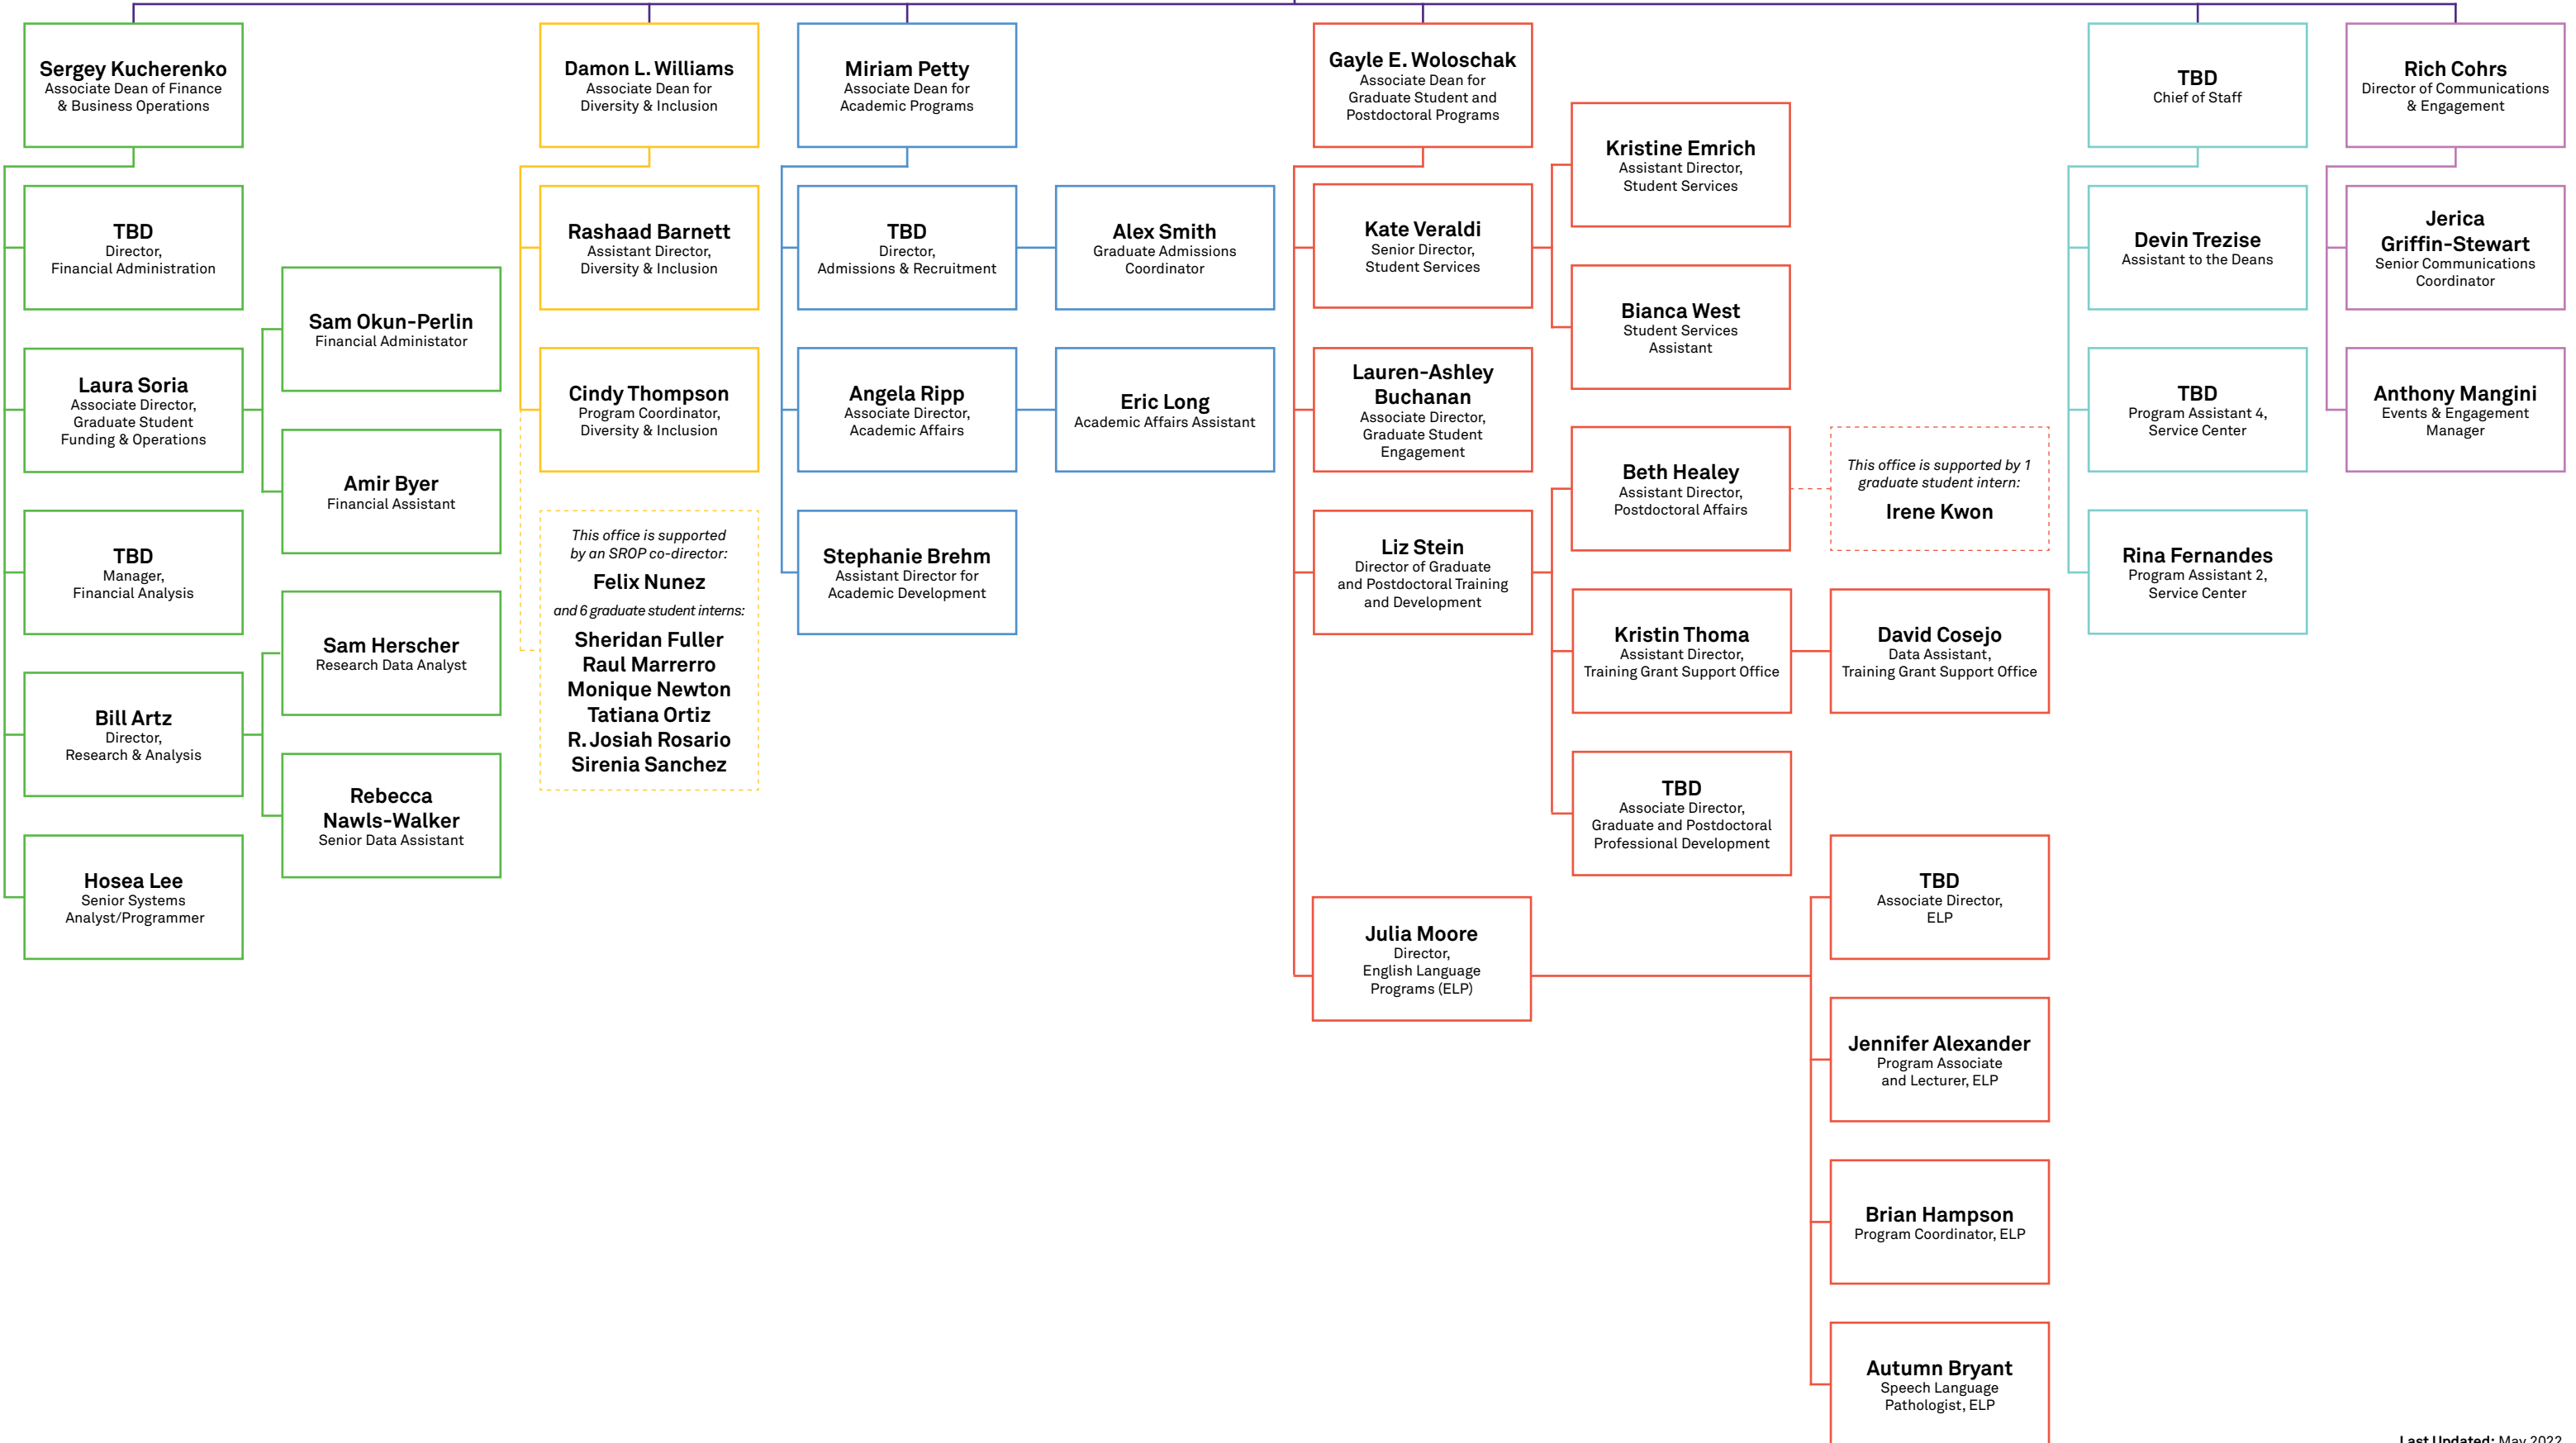 Sergey Kucherenko
Associate Dean of Finance
& Business Operations
TBD
Director,
Financial Administration
Laura Soria
Associate Director,
Graduate Student
Funding & Operations
Sam Okun-Perlin
Financial Administator
Amir Byer
Financial Assistant
TBD
Manager,
Financial Analysis
Bill Artz
Director,
Research & Analysis
Sam Herscher
Research Data Analyst
Rebecca
Nawls-Walker
Senior Data Assistant
Hosea Lee
Senior Systems
Analyst/Programmer
Damon L. Williams
Associate Dean for
Diversity & Inclusion
Rashaad Barnett
Assistant Director,
Diversity & Inclusion
Cindy Thompson
Program Coordinator,
Diversity & Inclusion
This office is supported
by an SROP co-director:
Felix Nunez
and 6 graduate student interns:
Sheridan Fuller
Raul Marrerro
Monique Newton
Tatiana Ortiz
R. Josiah Rosario
Sirenia Sanchez
Miriam Petty
Associate Dean for
Academic Programs
TBD
Director,
Admissions & Recruitment
Alex Smith
Graduate Admissions
Coordinator
Angela Ripp
Associate Director,
Academic Affairs
Eric Long
Academic Affairs Assistant
Stephanie Brehm
Assistant Director for
Academic Development
Gayle E. Woloschak
Associate Dean for
Graduate Student and
Postdoctoral Programs
Kate Veraldi
Senior Director,
Student Services
Kristine Emrich
Assistant Director,
Student Services
Bianca West
Student Services
Assistant
Lauren-Ashley
Buchanan
Associate Director,
Graduate Student
Engagement
Liz Stein
Director of Graduate
and Postdoctoral Training
and Development
Beth Healey
Assistant Director,
Postdoctoral Affairs
This office is supported by 1
graduate student intern:
Irene Kwon
Kristin Thoma
Assistant Director,
Training Grant Support Office
David Cosejo
Data Assistant,
Training Grant Support Office
TBD
Associate Director,
Graduate and Postdoctoral
Professional Development
Julia Moore
Director,
English Language
Programs (ELP)
TBD
Associate Director,
ELP
Jennifer Alexander
Program Associate
and Lecturer, ELP
Brian Hampson
Program Coordinator, ELP
Autumn Bryant
Speech Language
Pathologist, ELP
TBD
Chief of Staff
Devin Trezise
Assistant to the Deans
TBD
Program Assistant 4,
Service Center
Rina Fernandes
Program Assistant 2,
Service Center
Rich Cohrs
Director of Communications
& Engagement
Jerica
Griffin-Stewart
Senior Communications
Coordinator
Anthony Mangini
Events & Engagement
Manager
Last Updated: May 2022